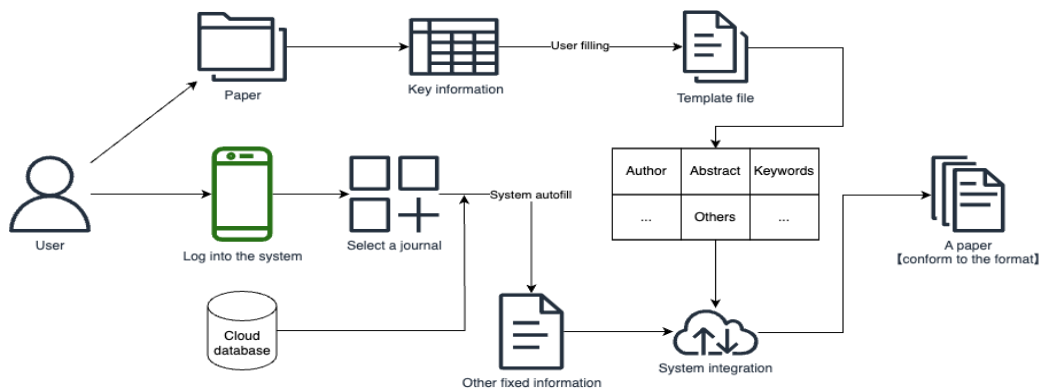 Paper
Key information
User filling
Template file
Author
Abstract
Keywords
...
Others
...
User
Log into the system
Select a journal
System autofill
A paper
【conform to the format】
Cloud
database
Other fixed information
System integration